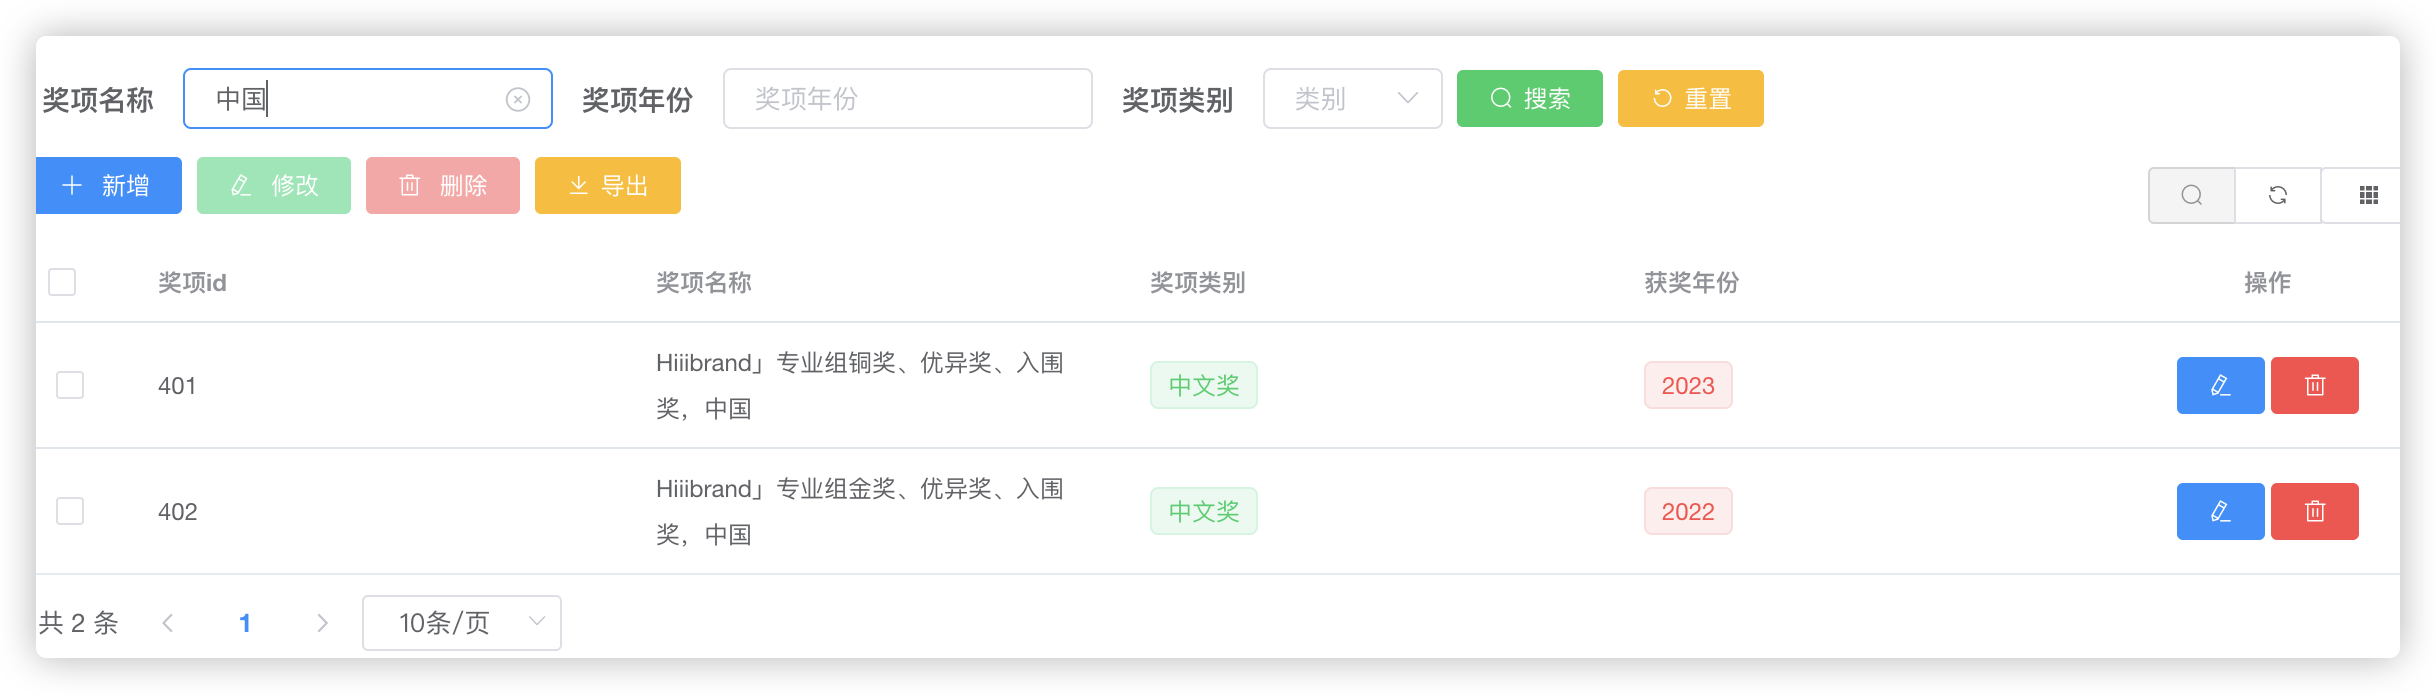 奖项名称 中国 奖项年份 奖项年份 奖项类别 类别 搜索 重置
新增 修改 删除 导出
奖项id 奖项名称 奖项类别 获奖年份 操作
401 Hiiibrand」专业组铜奖、优异奖、入围奖，中国 中文奖 2023
402 Hiiibrand」专业组金奖、优异奖、入围奖，中国 中文奖 2022
共 2 条 1 10条/页